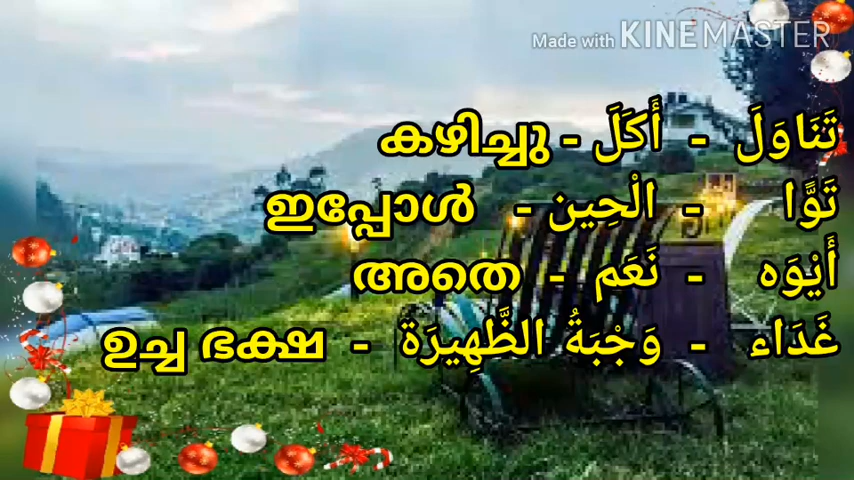 Made with KINEMASTER
تَنَاوَلَ - أَكَلَ - കഴിച്ചു
تَوًّا - الْحِين - ഇപ്പോൾ
أَيْوَه - نَعَم - അതെ
غَدَاء - وَجْبَةُ الظَّهِيرَة - ഉച്ച ഭക്ഷ